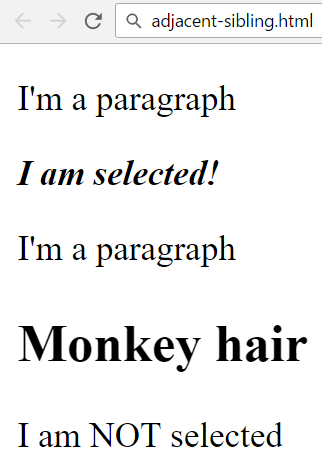 adjacent-sibling.html
I'm a paragraph
I am selected!
I'm a paragraph
Monkey hair
I am NOT selected